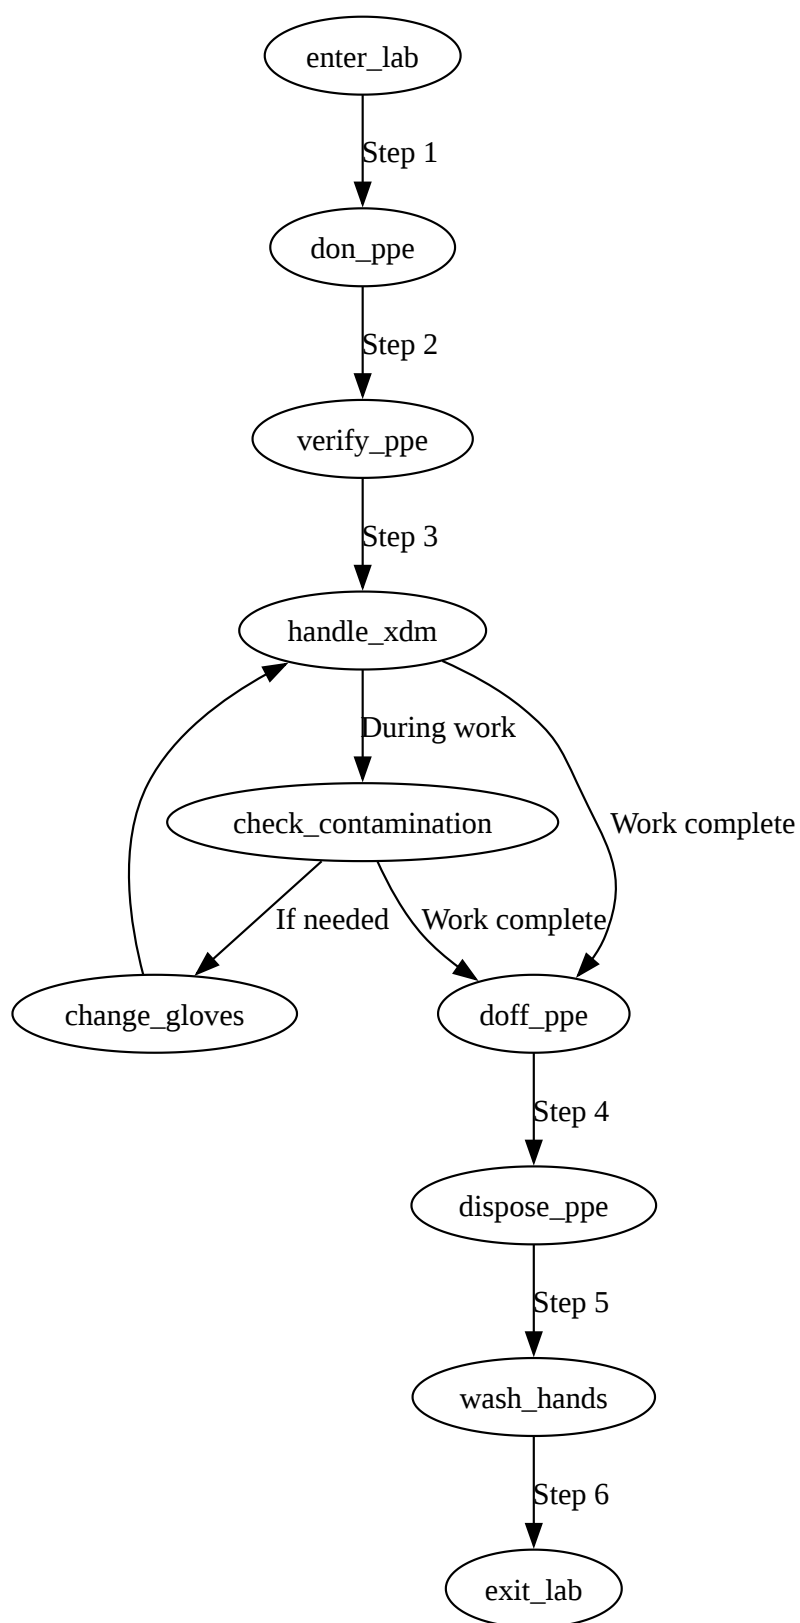 enter_lab
Step 1
don_ppe
Step 2
verify_ppe
Step 3
handle_xdm
During work
check_contamination
Work complete
If needed
Work complete
change_gloves
doff_ppe
Step 4
dispose_ppe
Step 5
wash_hands
Step 6
exit_lab